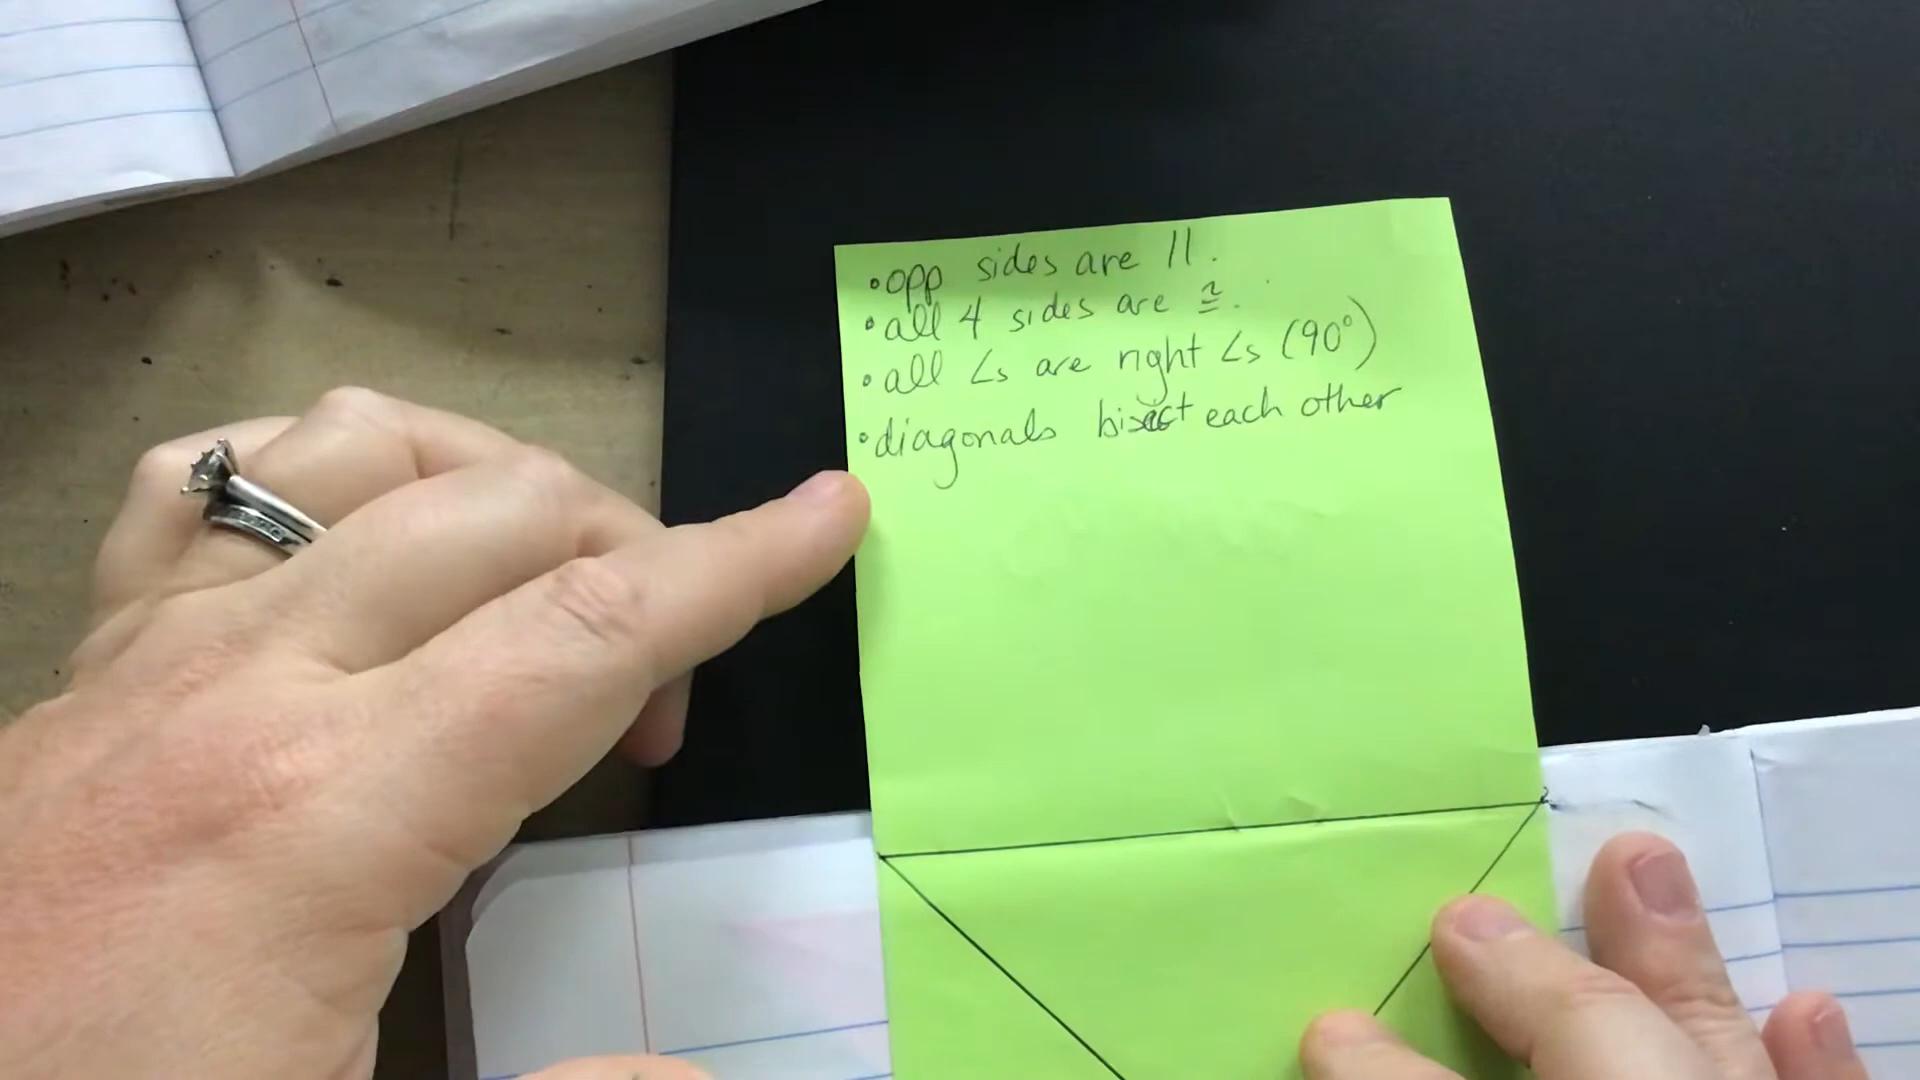 • opp sides are ||.
• all 4 sides are ≅.
• all ∠s are right ∠s (90°)
• diagonals bisect each other